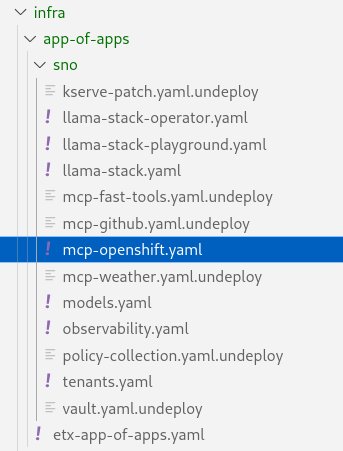 infra
app-of-apps
sno
kserve-patch.yaml.undeploy
llama-stack-operator.yaml
llama-stack-playground.yaml
llama-stack.yaml
mcp-fast-tools.yaml.undeploy
mcp-github.yaml.undeploy
mcp-openshift.yaml
mcp-weather.yaml.undeploy
models.yaml
observability.yaml
policy-collection.yaml.undeploy
tenants.yaml
vault.yaml.undeploy
etx-app-of-apps.yaml